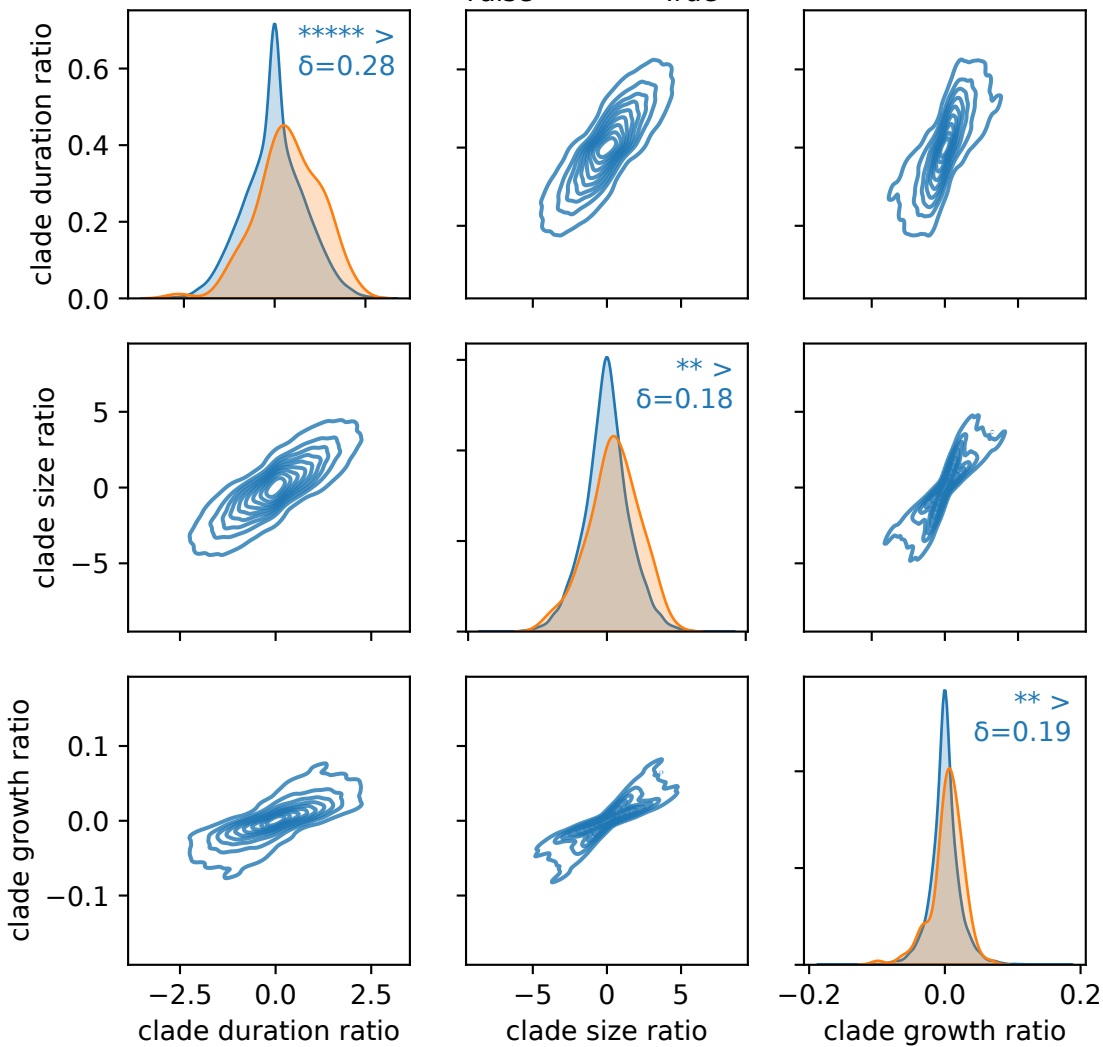 clade duration ratio
0.6
0.4
0.2
0.0
***** >
δ=0.28
clade size ratio
5
0
−5
** >
δ=0.18
clade growth ratio
0.1
0.0
−0.1
** >
δ=0.19
−2.5 0.0 2.5
−5 0 5
−0.2 0.0 0.2
clade duration ratio
clade size ratio
clade growth ratio